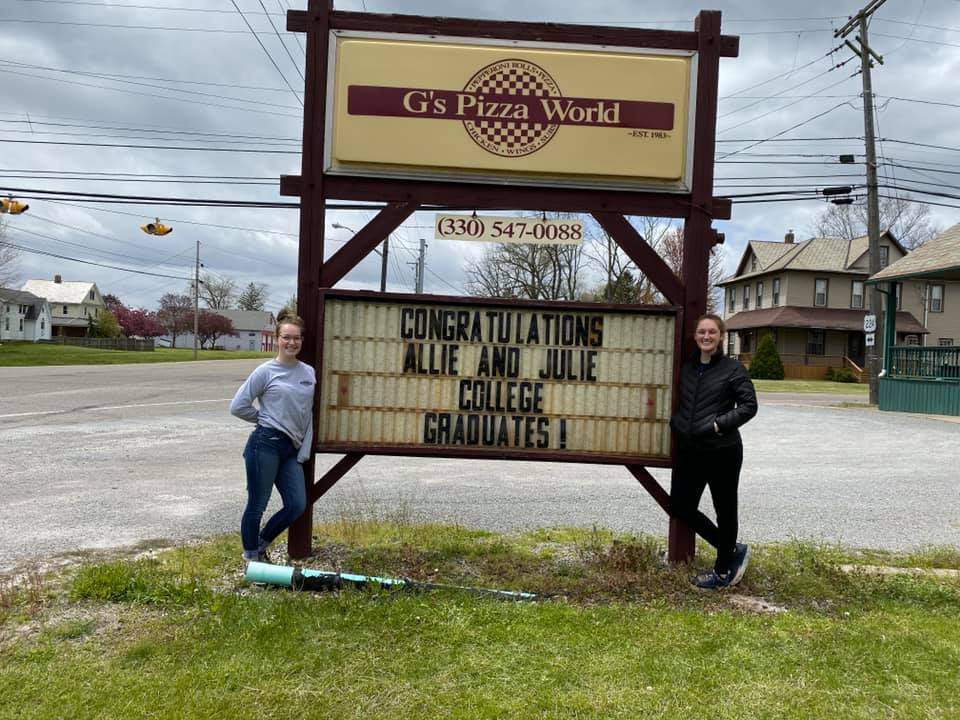 PEPPERONI ROLLS • PIZZA
G's Pizza World
~EST. 1983~
CHICKEN • WINGS • SUBS
(330) 547-0088
CONGRATULATIONS
ALLIE AND JULIE
COLLEGE
GRADUATES!
224